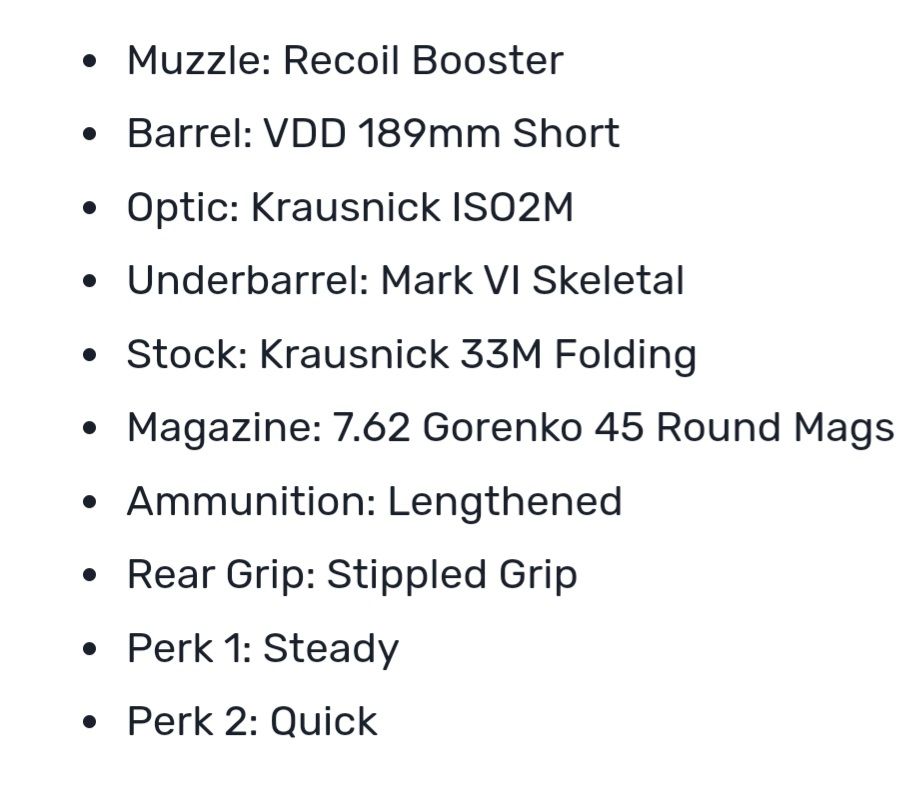 • Muzzle: Recoil Booster
• Barrel: VDD 189mm Short
• Optic: Krausnick ISO2M
• Underbarrel: Mark VI Skeletal
• Stock: Krausnick 33M Folding
• Magazine: 7.62 Gorenko 45 Round Mags
• Ammunition: Lengthened
• Rear Grip: Stippled Grip
• Perk 1: Steady
• Perk 2: Quick